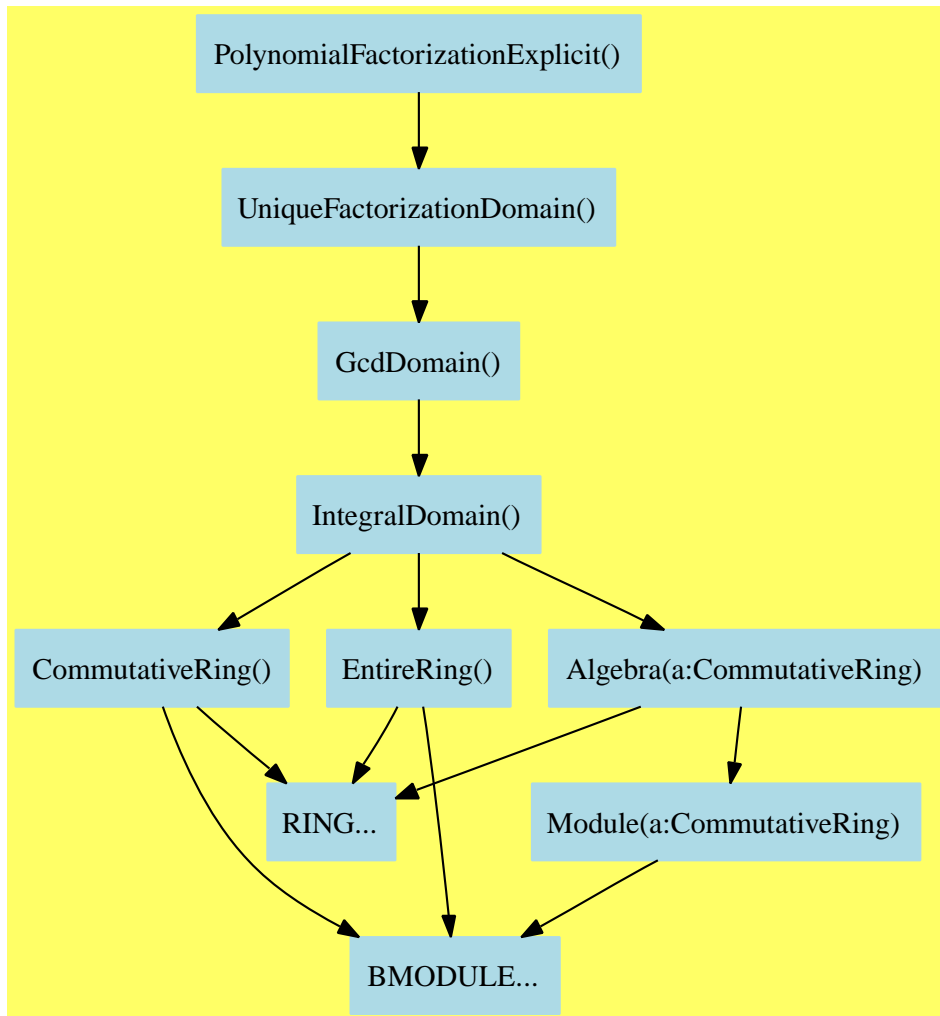 PolynomialFactorizationExplicit()
UniqueFactorizationDomain()
GcdDomain()
IntegralDomain()
CommutativeRing()
EntireRing()
Algebra(a:CommutativeRing)
RING...
Module(a:CommutativeRing)
BMODULE...